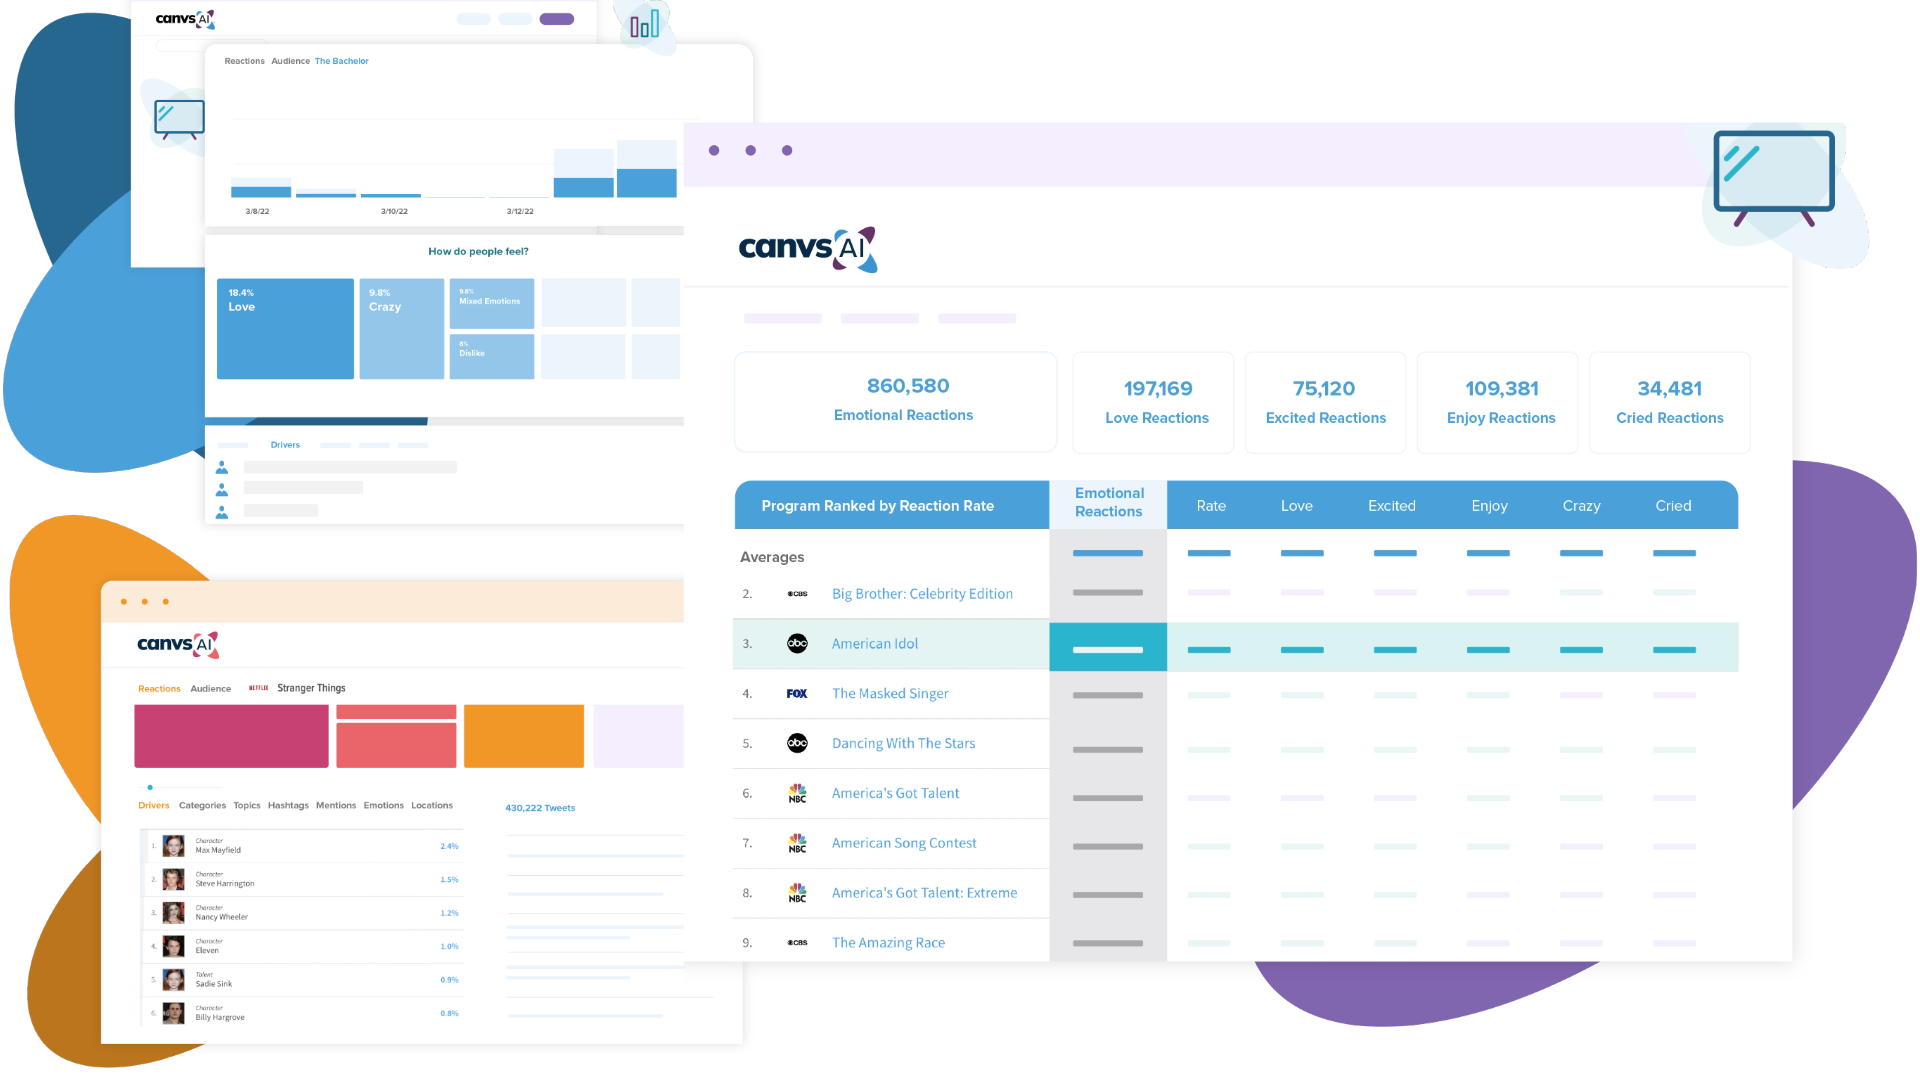 canvs AI
Reactions Audience The Bachelor
3/8/22 3/10/22 3/12/22
How do people feel?
18.4%
Love
9.8%
Crazy
9.8%
Mixed Emotions
8%
Dislike
Drivers
canvs AI
Reactions Audience NETFLIX Stranger Things
Drivers Categories Topics Hashtags Mentions Emotions Locations
430,222 Tweets
1. Character
Max Mayfield 2.4%
2. Character
Steve Harrington 1.5%
3. Character
Nancy Wheeler 1.2%
4. Character
Eleven 1.0%
5. Talent
Sadie Sink 0.9%
6. Character
Billy Hargrove 0.8%
canvs AI
860,580
Emotional Reactions
197,169
Love Reactions
75,120
Excited Reactions
109,381
Enjoy Reactions
34,481
Cried Reactions
Program Ranked by Reaction Rate Emotional Reactions Rate Love Excited Enjoy Crazy Cried
Averages
2. CBS Big Brother: Celebrity Edition
3. abc American Idol
4. FOX The Masked Singer
5. abc Dancing With The Stars
6. NBC America's Got Talent
7. NBC American Song Contest
8. NBC America's Got Talent: Extreme
9. CBS The Amazing Race